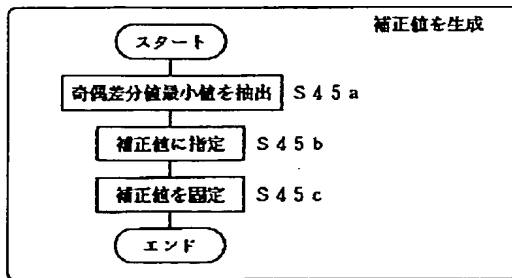 補正値を生成
スタート
奇偶差分値最小値を抽出 S45a
補正値に指定 S45b
補正値を固定 S45c
エンド